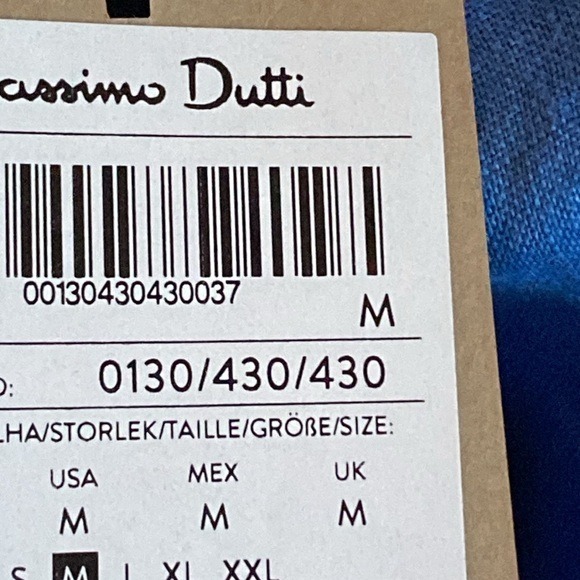 assimo Dutti
00130430430037
M
O: 0130/430/430
LHA/STORLEK/TAILLE/GRÖßE/SIZE:
USA MEX UK
M M M
S M L XL XXL